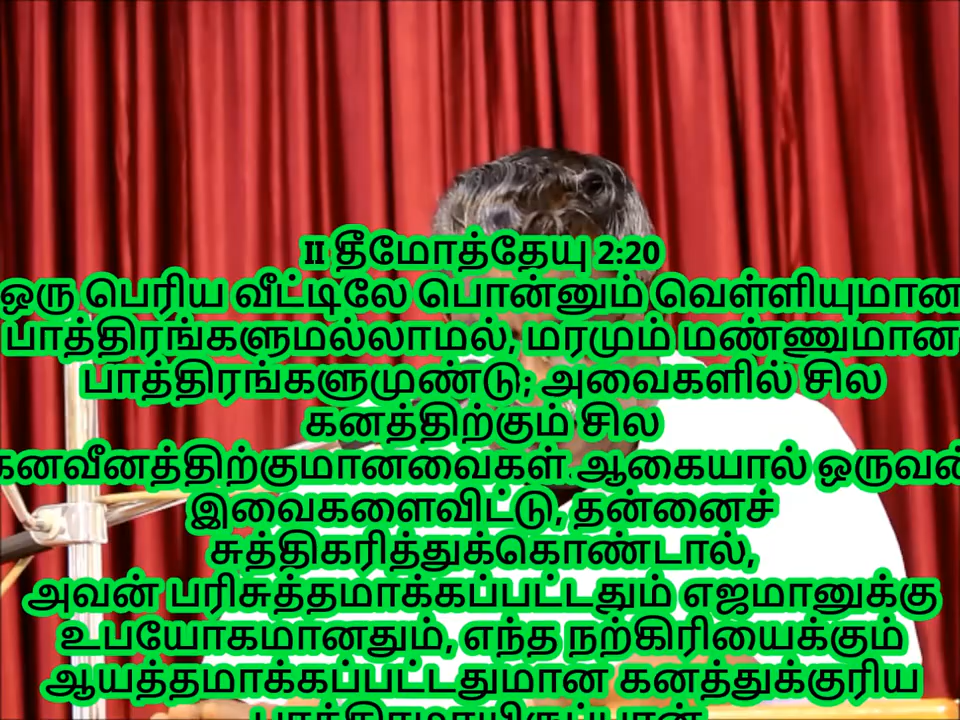 II தீமோத்தேயு 2:20
ஒரு பெரிய வீட்டிலே பொன்னும் வெள்ளியுமான
பாத்திரங்களுமல்லாமல், மரமும் மண்ணுமான
பாத்திரங்களுமுண்டு; அவைகளில் சில
கனத்திற்கும் சில
கனவீனத்திற்குமானவைகள்.ஆகையால் ஒருவன்
இவைகளைவிட்டு, தன்னைச்
சுத்திகரித்துக்கொண்டால்,
அவன் பரிசுத்தமாக்கப்பட்டதும் எஜமானுக்கு
உபயோகமானதும், எந்த நற்கிரியைக்கும்
ஆயத்தமாக்கப்பட்டதுமான கனத்துக்குரிய